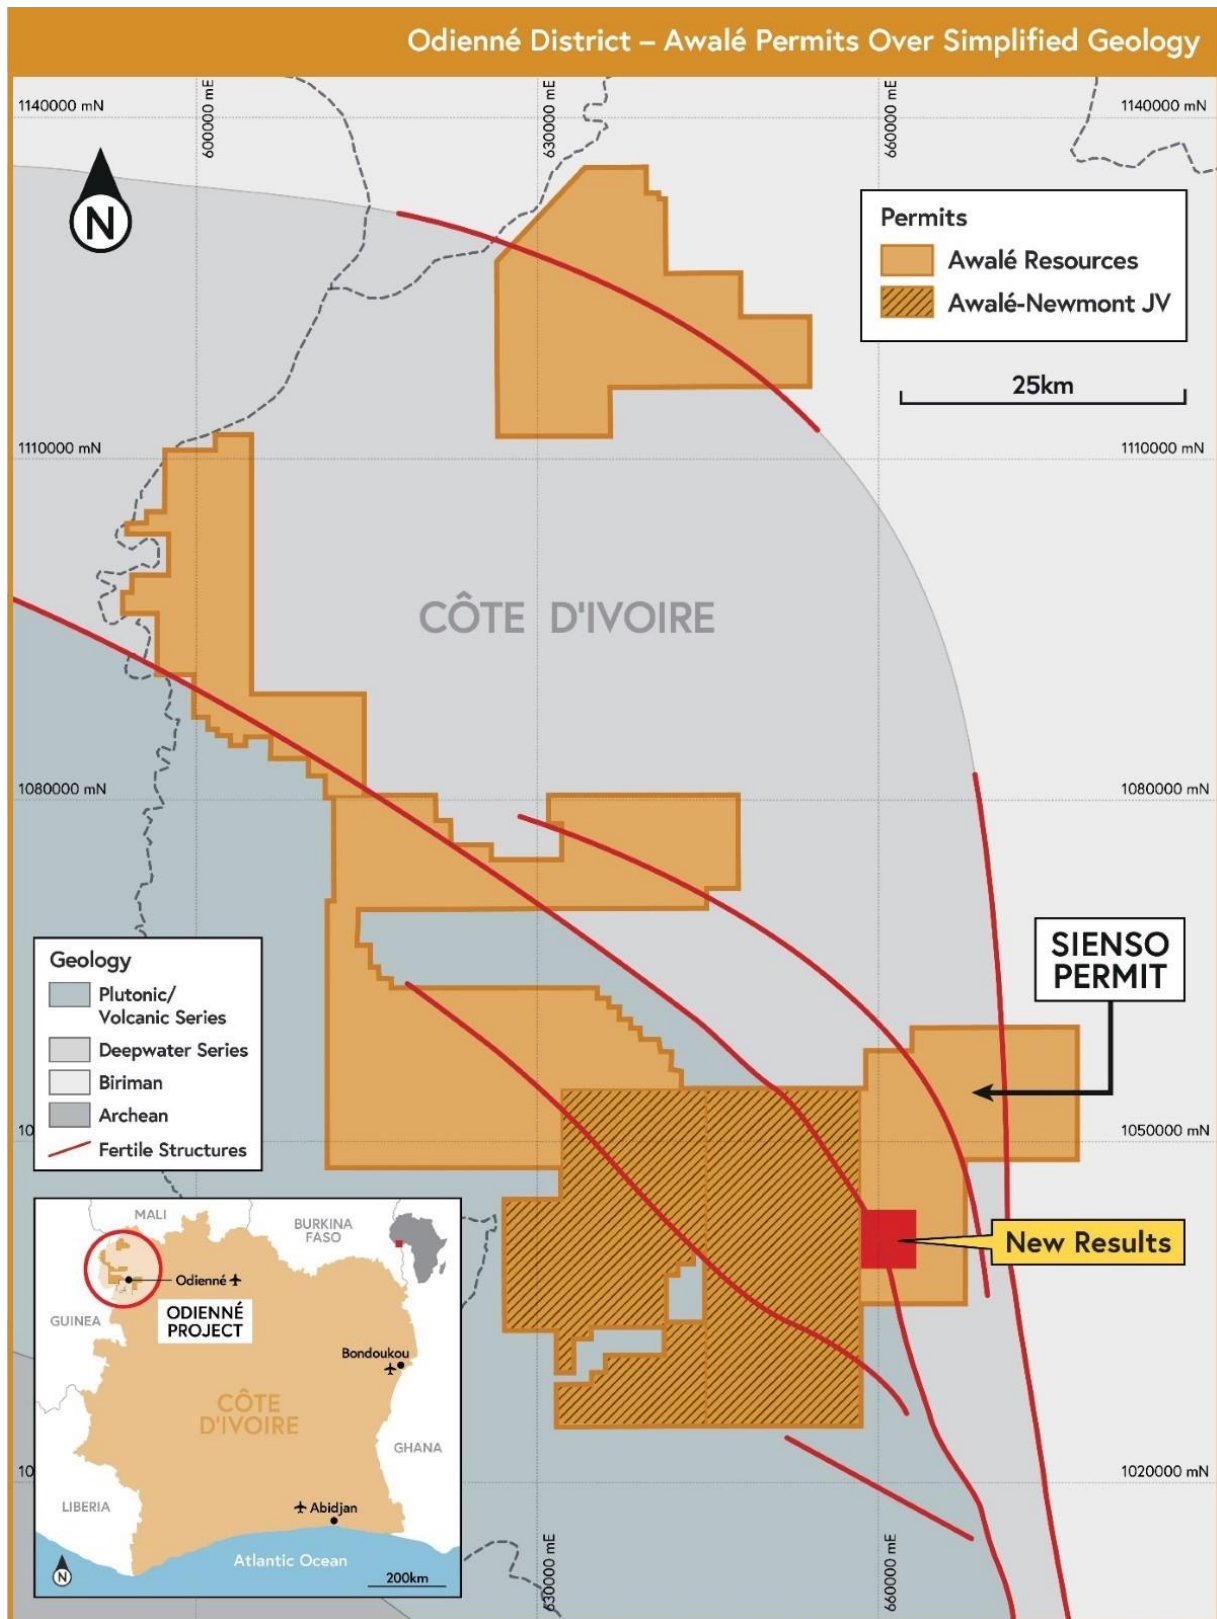 Odienné District – Awalé Permits Over Simplified Geology
600000 mE
630000 mE
660000 mE
1140000 mN
1140000 mN
N
Permits
Awalé Resources
Awalé-Newmont JV
25km
1110000 mN
1110000 mN
CÔTE D'IVOIRE
1080000 mN
1080000 mN
SIENSO
PERMIT
Geology
Plutonic/
Volcanic Series
Deepwater Series
Biriman
Archean
Fertile Structures
10
1050000 mN
New Results
MALI
BURKINA
FASO
Odienné
ODIENNÉ
PROJECT
GUINEA
Bondoukou
CÔTE
D'IVOIRE
GHANA
LIBERIA
Abidjan
Atlantic Ocean
N
200km
10
1020000 mN
630000 mE
660000 mE